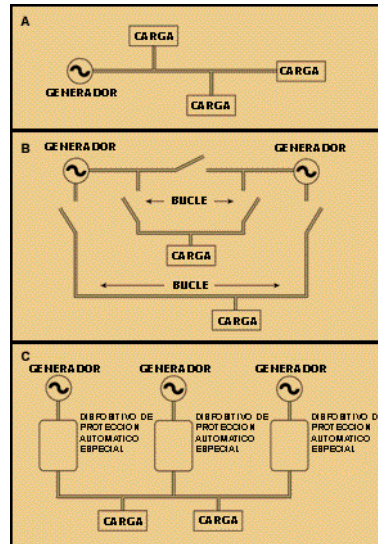 A
CARGA
CARGA
GENERADOR
CARGA
GENERADOR
GENERADOR
B
BUCLE
CARGA
BUCLE
CARGA
C
GENERADOR
GENERADOR
GENERADOR
DISPOSITIVO DE
PROTECCION
AUTOMATICO
ESPECIAL
DISPOSITIVO DE
PROTECCION
AUTOMATICO
ESPECIAL
DISPOSITIVO DE
PROTECCION
AUTOMATICO
ESPECIAL
CARGA
CARGA